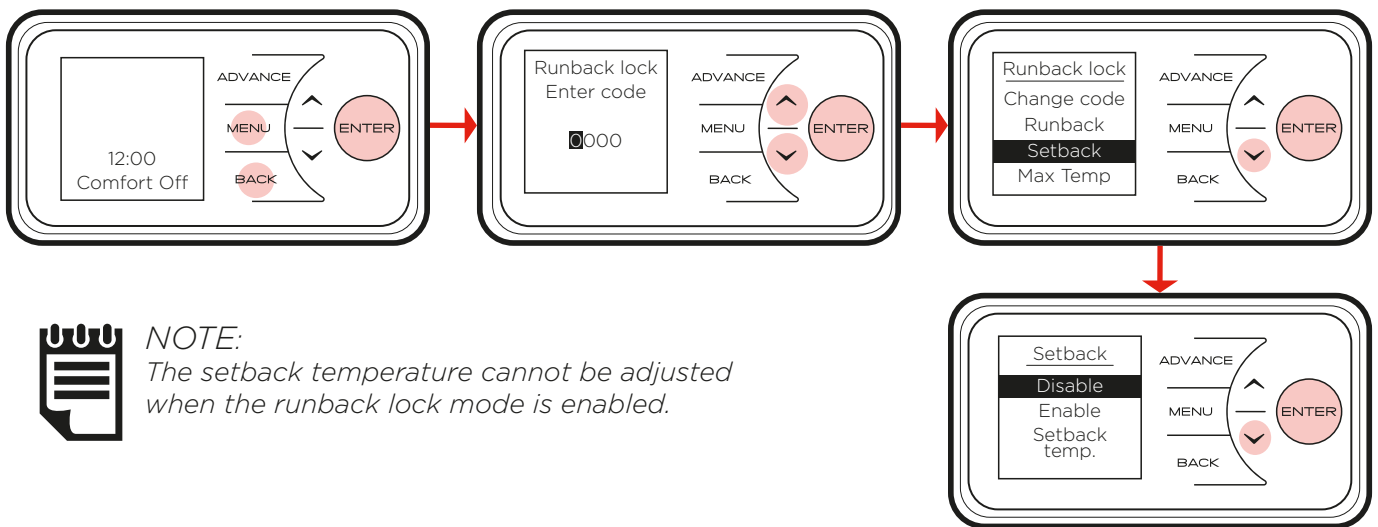 ADVANCE
MENU
ENTER
BACK
12:00
Comfort Off
Runback lock
Enter code
0000
ADVANCE
MENU
ENTER
BACK
Runback lock
Change code
Runback
Setback
Max Temp
ADVANCE
MENU
ENTER
BACK
NOTE:
The setback temperature cannot be adjusted
when the runback lock mode is enabled.
Setback
Disable
Enable
Setback
temp.
ADVANCE
MENU
ENTER
BACK